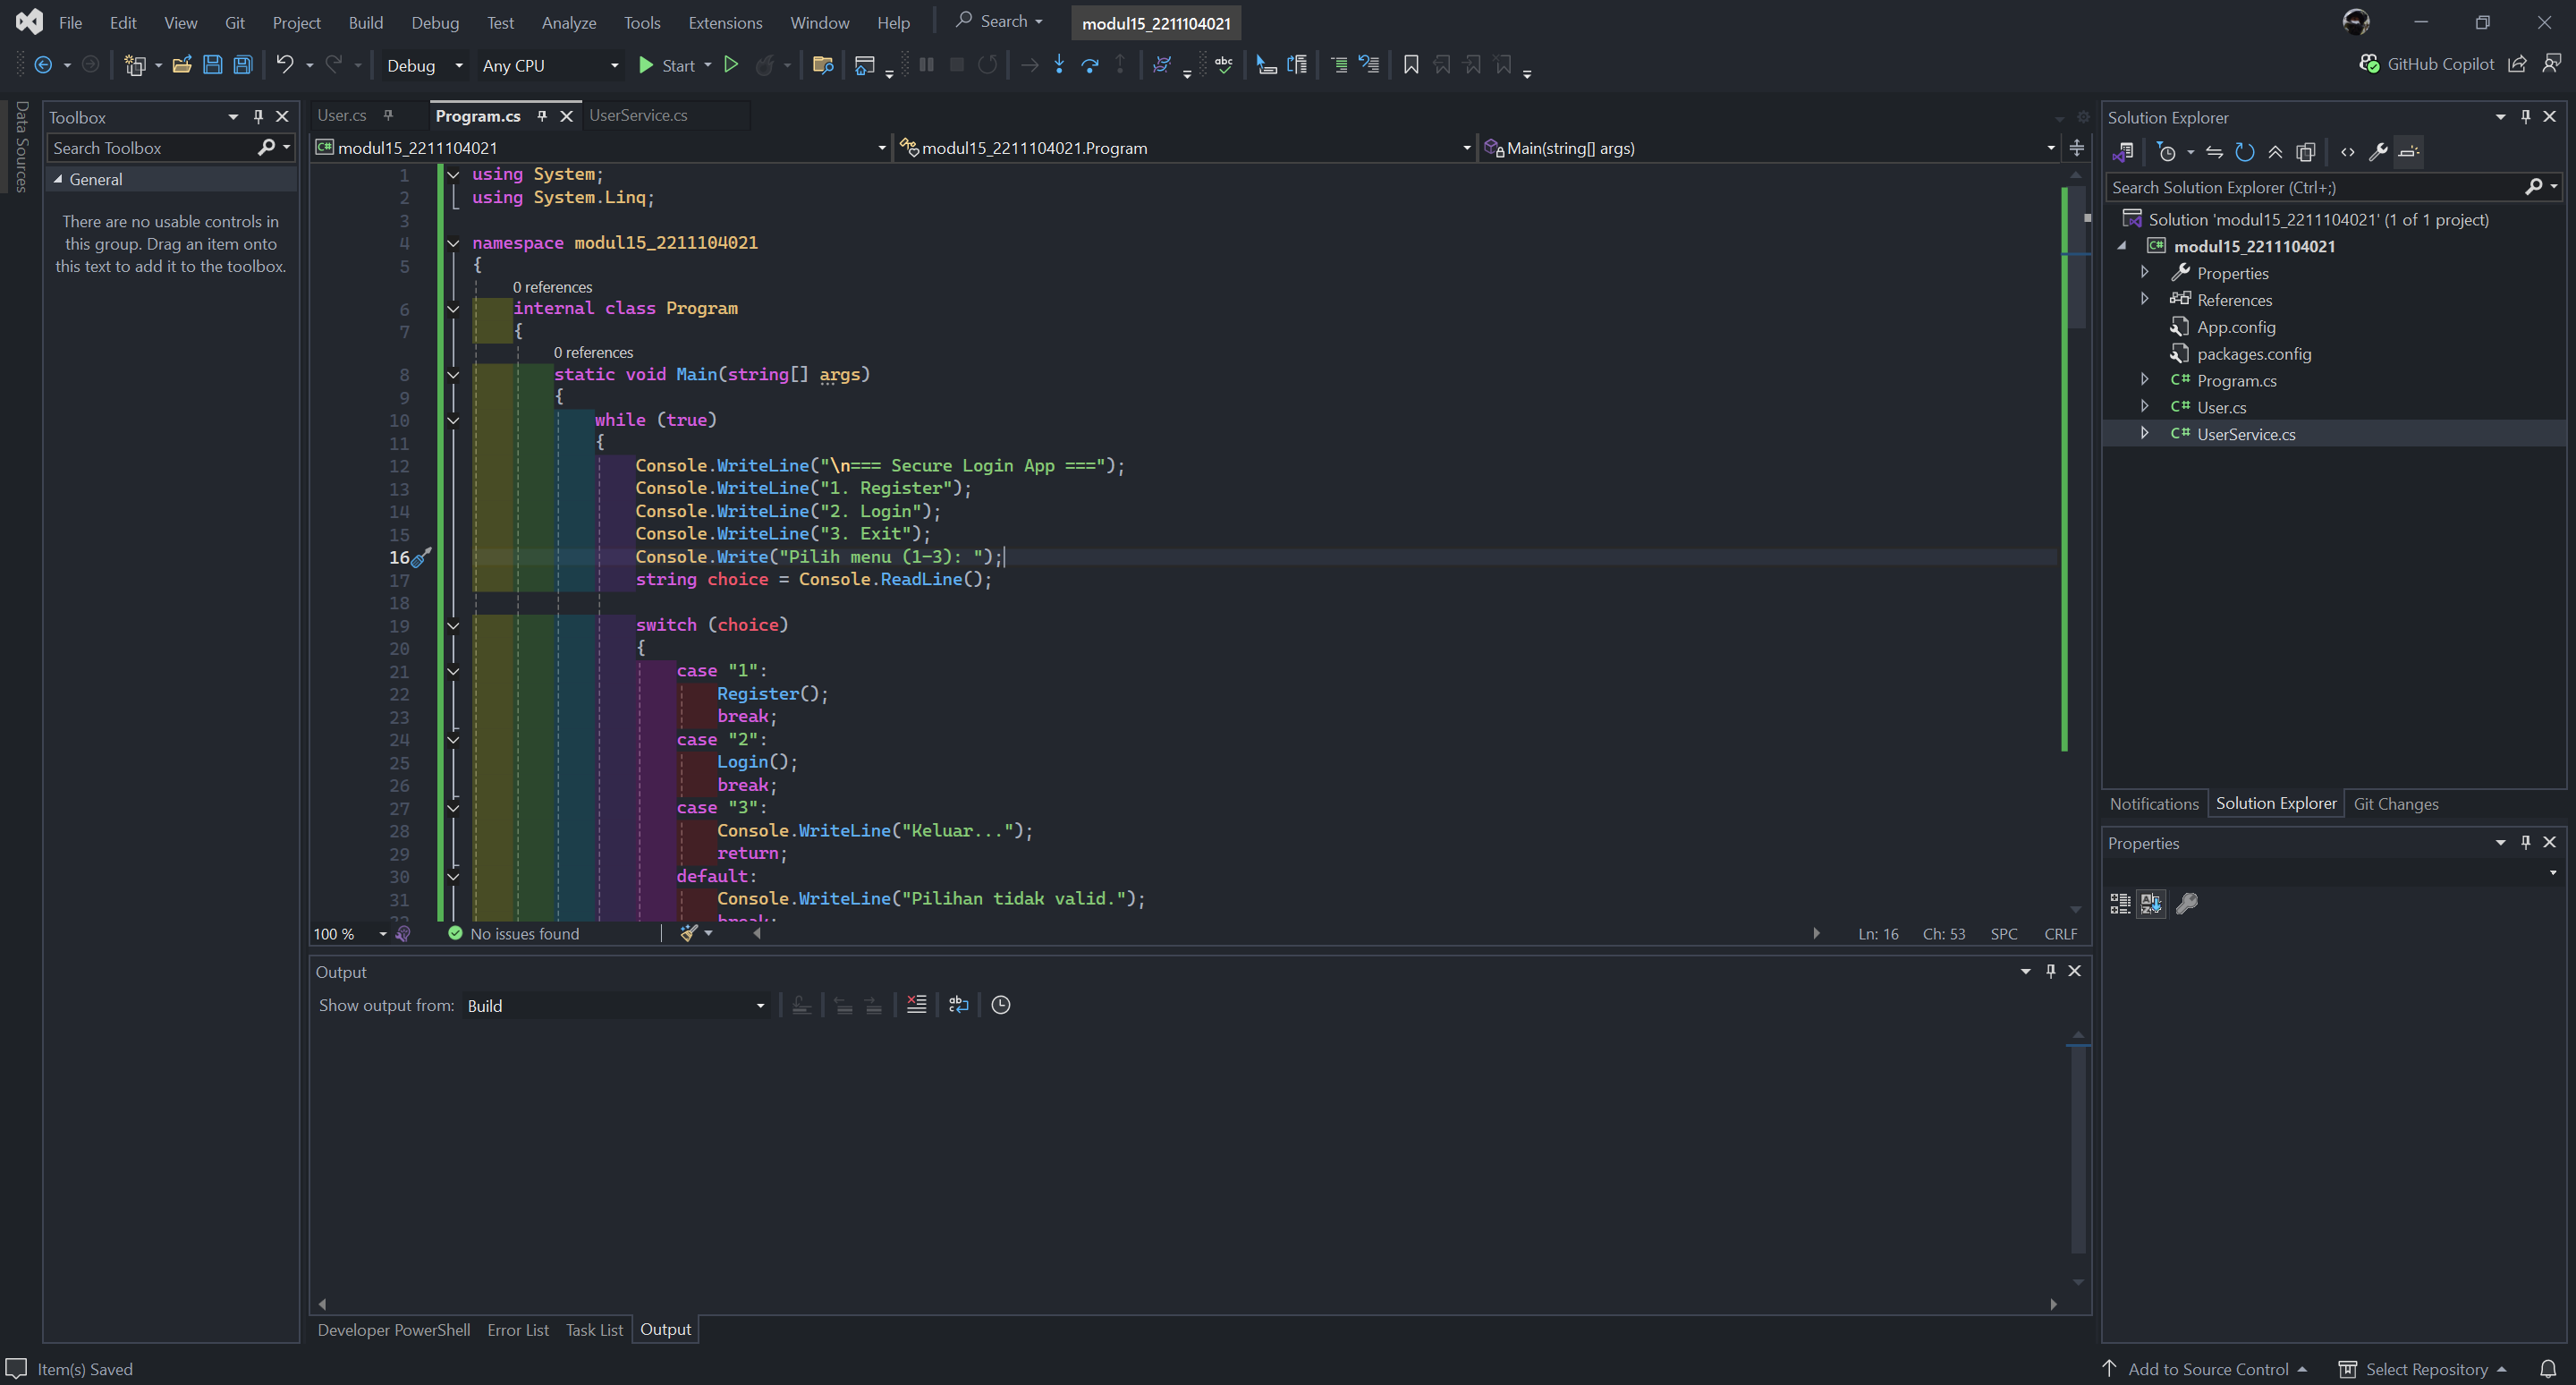 File Edit View Git Project Build Debug Test Analyze Tools Extensions Window Help Search modul15_2211104021
Debug Any CPU Start GitHub Copilot
Data Sources
Toolbox
Search Toolbox
General
There are no usable controls in
this group. Drag an item onto
this text to add it to the toolbox.
User.cs Program.cs UserService.cs
C# modul15_2211104021 modul15_2211104021.Program Main(string[] args)
1 using System;
2 using System.Linq;
3
4 namespace modul15_2211104021
5 {
0 references
6 internal class Program
7 {
0 references
8 static void Main(string[] args)
9 {
10 while (true)
11 {
12 Console.WriteLine("\n=== Secure Login App ===");
13 Console.WriteLine("1. Register");
14 Console.WriteLine("2. Login");
15 Console.WriteLine("3. Exit");
16 Console.Write("Pilih menu (1-3): ");
17 string choice = Console.ReadLine();
18
19 switch (choice)
20 {
21 case "1":
22 Register();
23 break;
24 case "2":
25 Login();
26 break;
27 case "3":
28 Console.WriteLine("Keluar...");
29 return;
30 default:
31 Console.WriteLine("Pilihan tidak valid.");
32 break;
100 % No issues found Ln: 16 Ch: 53 SPC CRLF
Output
Show output from: Build
Developer PowerShell Error List Task List Output
Solution Explorer
Search Solution Explorer (Ctrl+;)
Solution 'modul15_2211104021' (1 of 1 project)
C# modul15_2211104021
Properties
References
App.config
packages.config
C# Program.cs
C# User.cs
C# UserService.cs
Notifications Solution Explorer Git Changes
Properties
Item(s) Saved Add to Source Control Select Repository